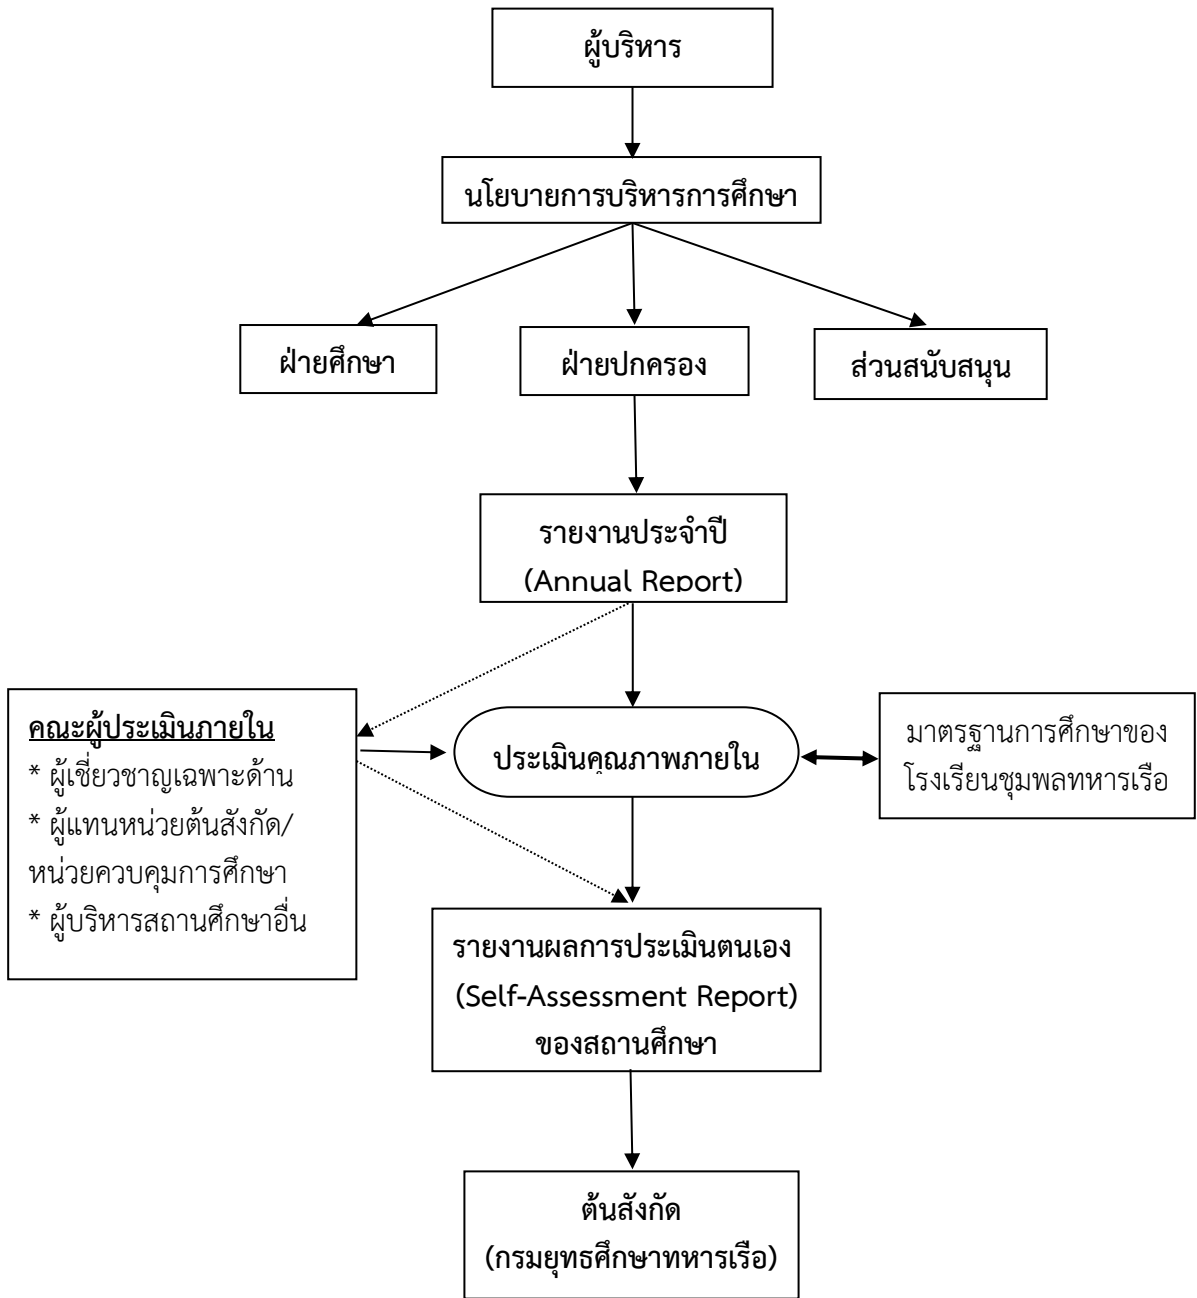 ผู้บริหาร
นโยบายการบริหารการศึกษา
ฝ่ายศึกษา
ฝ่ายปกครอง
ส่วนสนับสนุน
รายงานประจำปี
(Annual Report)
คณะผู้ประเมินภายใน
* ผู้เชี่ยวชาญเฉพาะด้าน
* ผู้แทนหน่วยต้นสังกัด/
หน่วยควบคุมการศึกษา
* ผู้บริหารสถานศึกษาอื่น
ประเมินคุณภาพภายใน
มาตรฐานการศึกษาของ
โรงเรียนชุมพลทหารเรือ
รายงานผลการประเมินตนเอง
(Self-Assessment Report)
ของสถานศึกษา
ต้นสังกัด
(กรมยุทธศึกษาทหารเรือ)